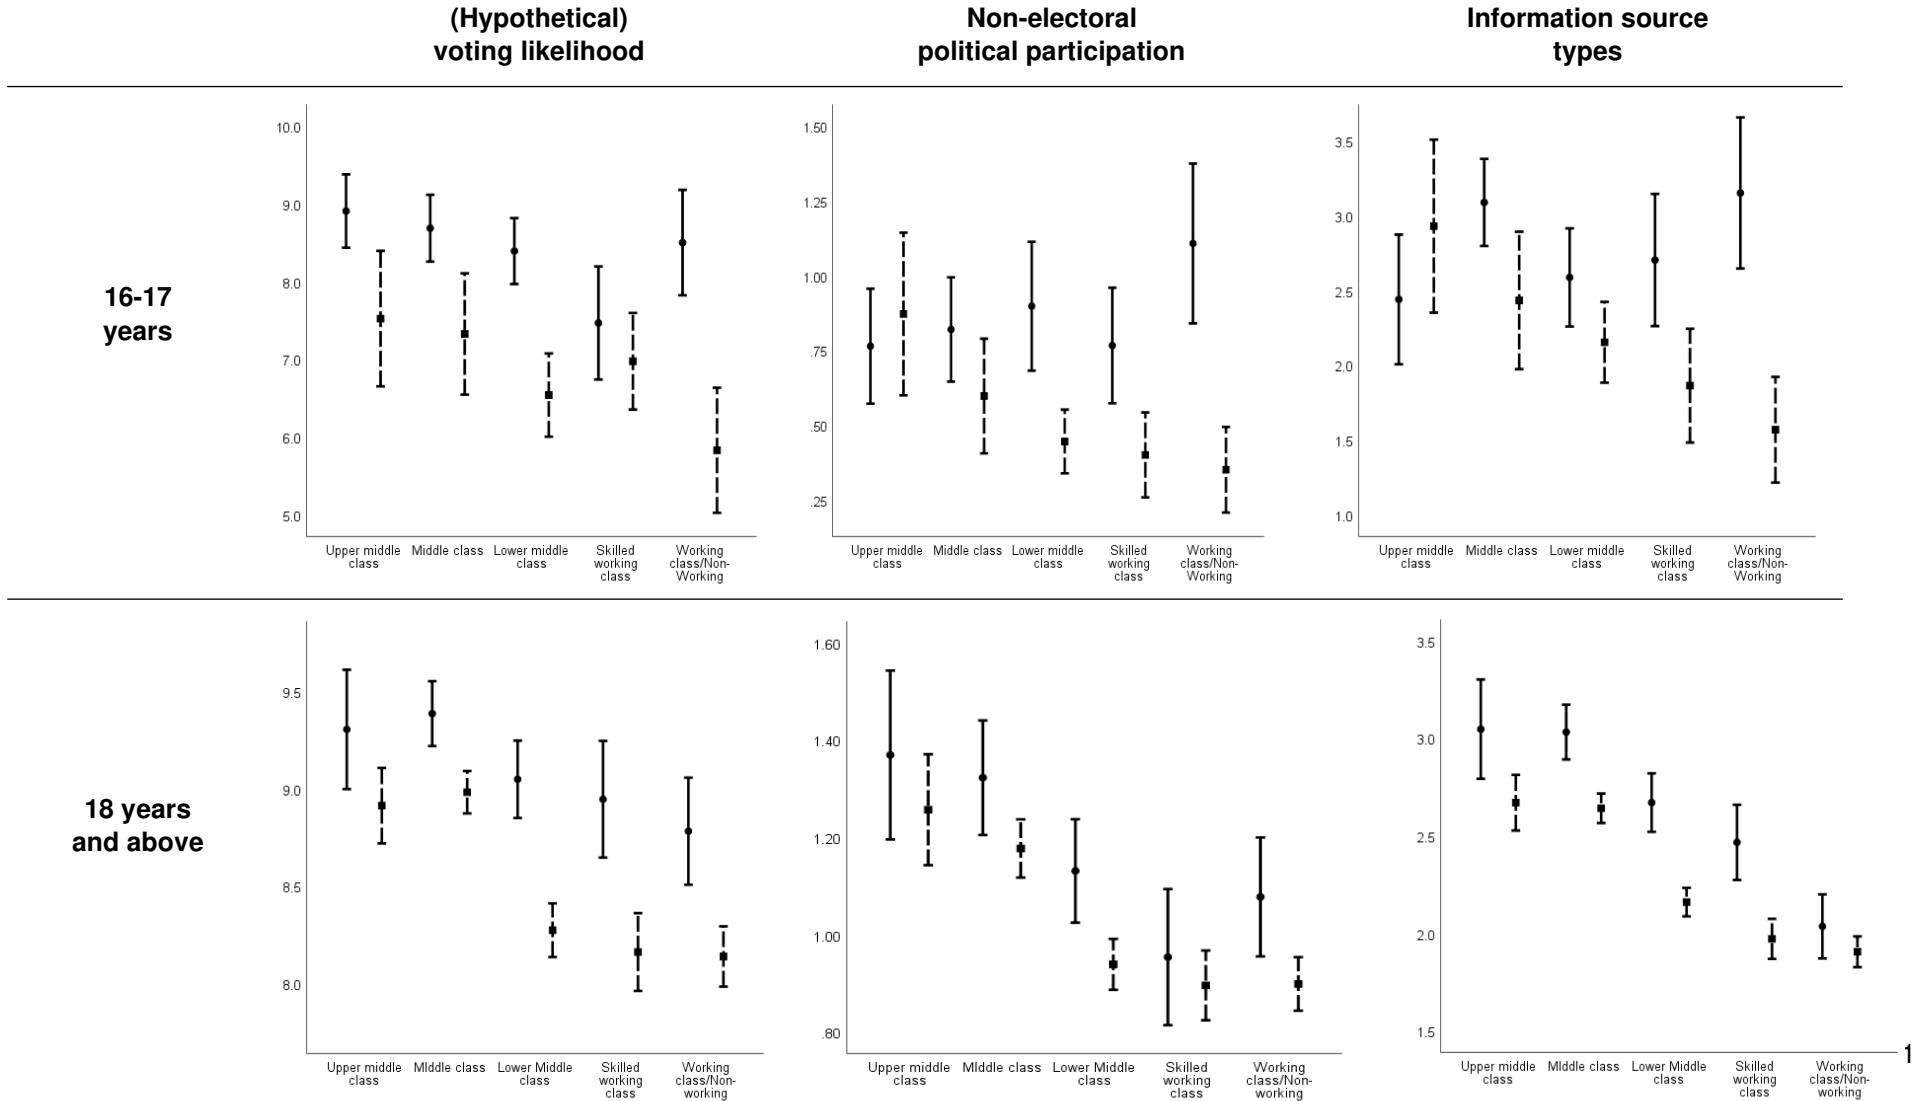 (Hypothetical)
voting likelihood
Non-electoral
political participation
Information source
types
16-17
years
10.0
9.0
8.0
7.0
6.0
5.0
Upper middle
class
Middle class
Lower middle
class
Skilled
working
class
Working
class/Non-
Working
1.50
1.25
1.00
.75
.50
.25
Upper middle
class
Middle class
Lower middle
class
Skilled
working
class
Working
class/Non-
Working
3.5
3.0
2.5
2.0
1.5
1.0
Upper middle
class
Middle class
Lower middle
class
Skilled
working
class
Working
class/Non-
Working
18 years
and above
9.5
9.0
8.5
8.0
Upper middle
class
MIddle class
Lower Middle
class
Skilled
working
class
Working
class/Non-
working
1.60
1.40
1.20
1.00
.80
Upper middle
class
MIddle class
Lower Middle
class
Skilled
working
class
Working
class/Non-
working
3.5
3.0
2.5
2.0
1.5
Upper middle
class
MIddle class
Lower Middle
class
Skilled
working
class
Working
class/Non-
working
1